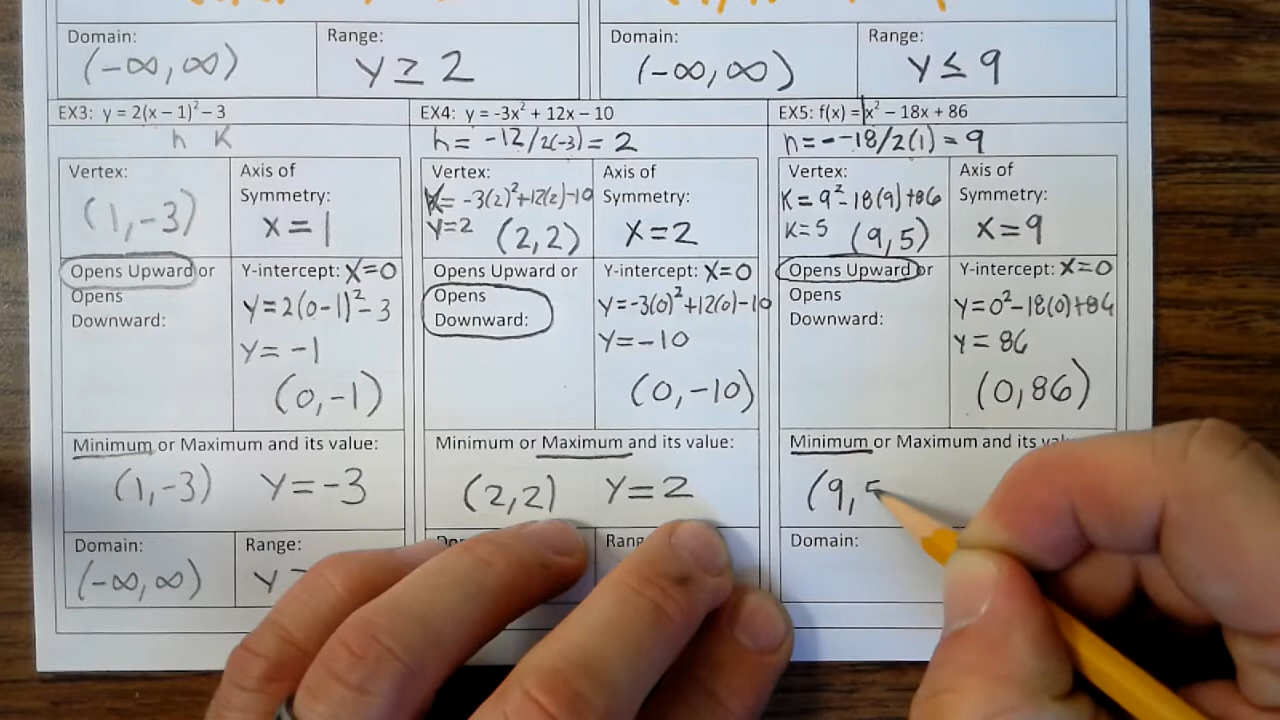 Domain:
(-∞, ∞)
Range:
y ≥ 2
Domain:
(-∞, ∞)
Range:
y ≤ 9
EX3: y = 2(x – 1)² – 3
h K
Vertex:
(1, -3)
Axis of
Symmetry:
x = 1
Opens Upward or
Opens
Downward:
Y-intercept: x=0
y=2(0-1)²-3
y= -1
(0, -1)
Minimum or Maximum and its value:
(1, -3) y= -3
Domain:
(-∞, ∞)
Range:
y
EX4: y = -3x² + 12x – 10
h= -12/2(-3) = 2
Vertex:
= -3(2)²+12(2)-10
y=2 (2,2)
Axis of
Symmetry:
x=2
Opens Upward or
Opens
Downward:
Y-intercept: x=0
y=-3(0)²+12(0)-10
y=-10
(0, -10)
Minimum or Maximum and its value:
(2,2) y=2
EX5: f(x) = x² – 18x + 86
h= --18/2(1) = 9
Vertex:
K = 9²-18(9)+86
K=5 (9,5)
Axis of
Symmetry:
x=9
Opens Upward or
Opens
Downward:
Y-intercept: x=0
y=0²-18(0)+86
y = 86
(0, 86)
Minimum or Maximum and its
(9, 5
Domain: